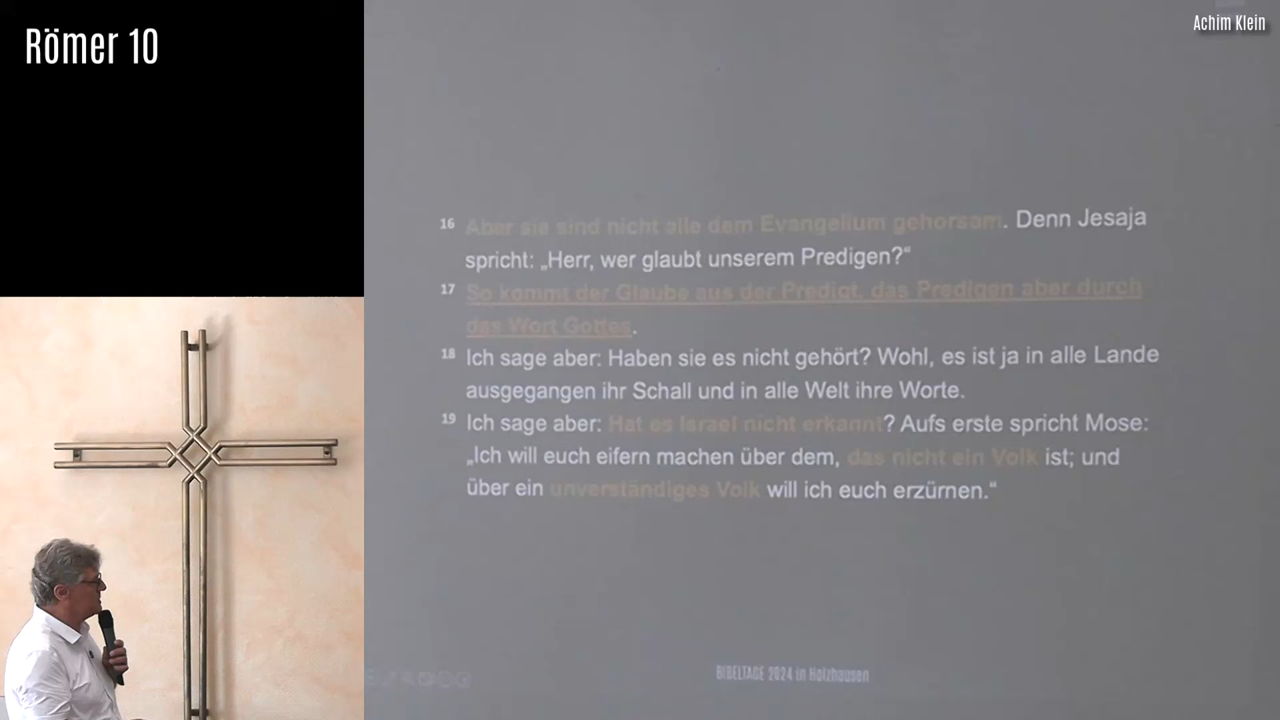 Römer 10
Achim Klein
16 Aber sie sind nicht alle dem Evangelium gehorsam. Denn Jesaja
spricht: „Herr, wer glaubt unserem Predigen?“
17 So kommt der Glaube aus der Predigt, das Predigen aber durch
das Wort Gottes.
18 Ich sage aber: Haben sie es nicht gehört? Wohl, es ist ja in alle Lande
ausgegangen ihr Schall und in alle Welt ihre Worte.
19 Ich sage aber: Hat es Israel nicht erkannt? Aufs erste spricht Mose:
„Ich will euch eifern machen über dem, das nicht ein Volk ist; und
über ein unverständiges Volk will ich euch erzürnen.“
BIBELTAGE 2024 in Holzhausen